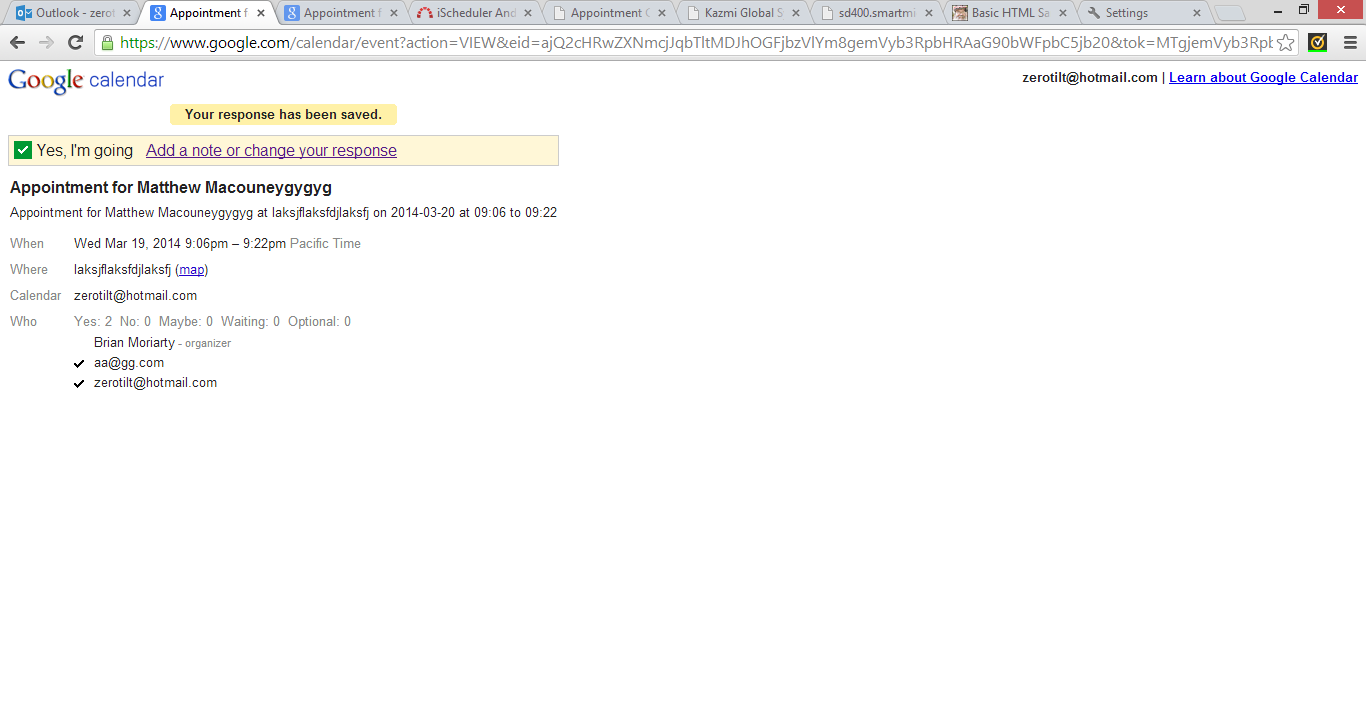 Outlook - zerot
Appointment f
Appointment f
iScheduler And
Appointment C
Kazmi Global S
sd400.smartmi
Basic HTML Sa
Settings
https://www.google.com/calendar/event?action=VIEW&eid=ajQ2cHRwZXNmcjJqbTltMDJhOGFjbzVlYm8gemVyb3RpbHRAaG90bWFpbC5jb20&tok=MTgjemVyb3Rpb
Google calendar
zerotilt@hotmail.com | Learn about Google Calendar
Your response has been saved.
Yes, I'm going Add a note or change your response
Appointment for Matthew Macouneygygyg
Appointment for Matthew Macouneygygyg at laksjflaksfdjlaksfj on 2014-03-20 at 09:06 to 09:22
When Wed Mar 19, 2014 9:06pm – 9:22pm Pacific Time
Where laksjflaksfdjlaksfj (map)
Calendar zerotilt@hotmail.com
Who Yes: 2 No: 0 Maybe: 0 Waiting: 0 Optional: 0
Brian Moriarty - organizer
aa@gg.com
zerotilt@hotmail.com